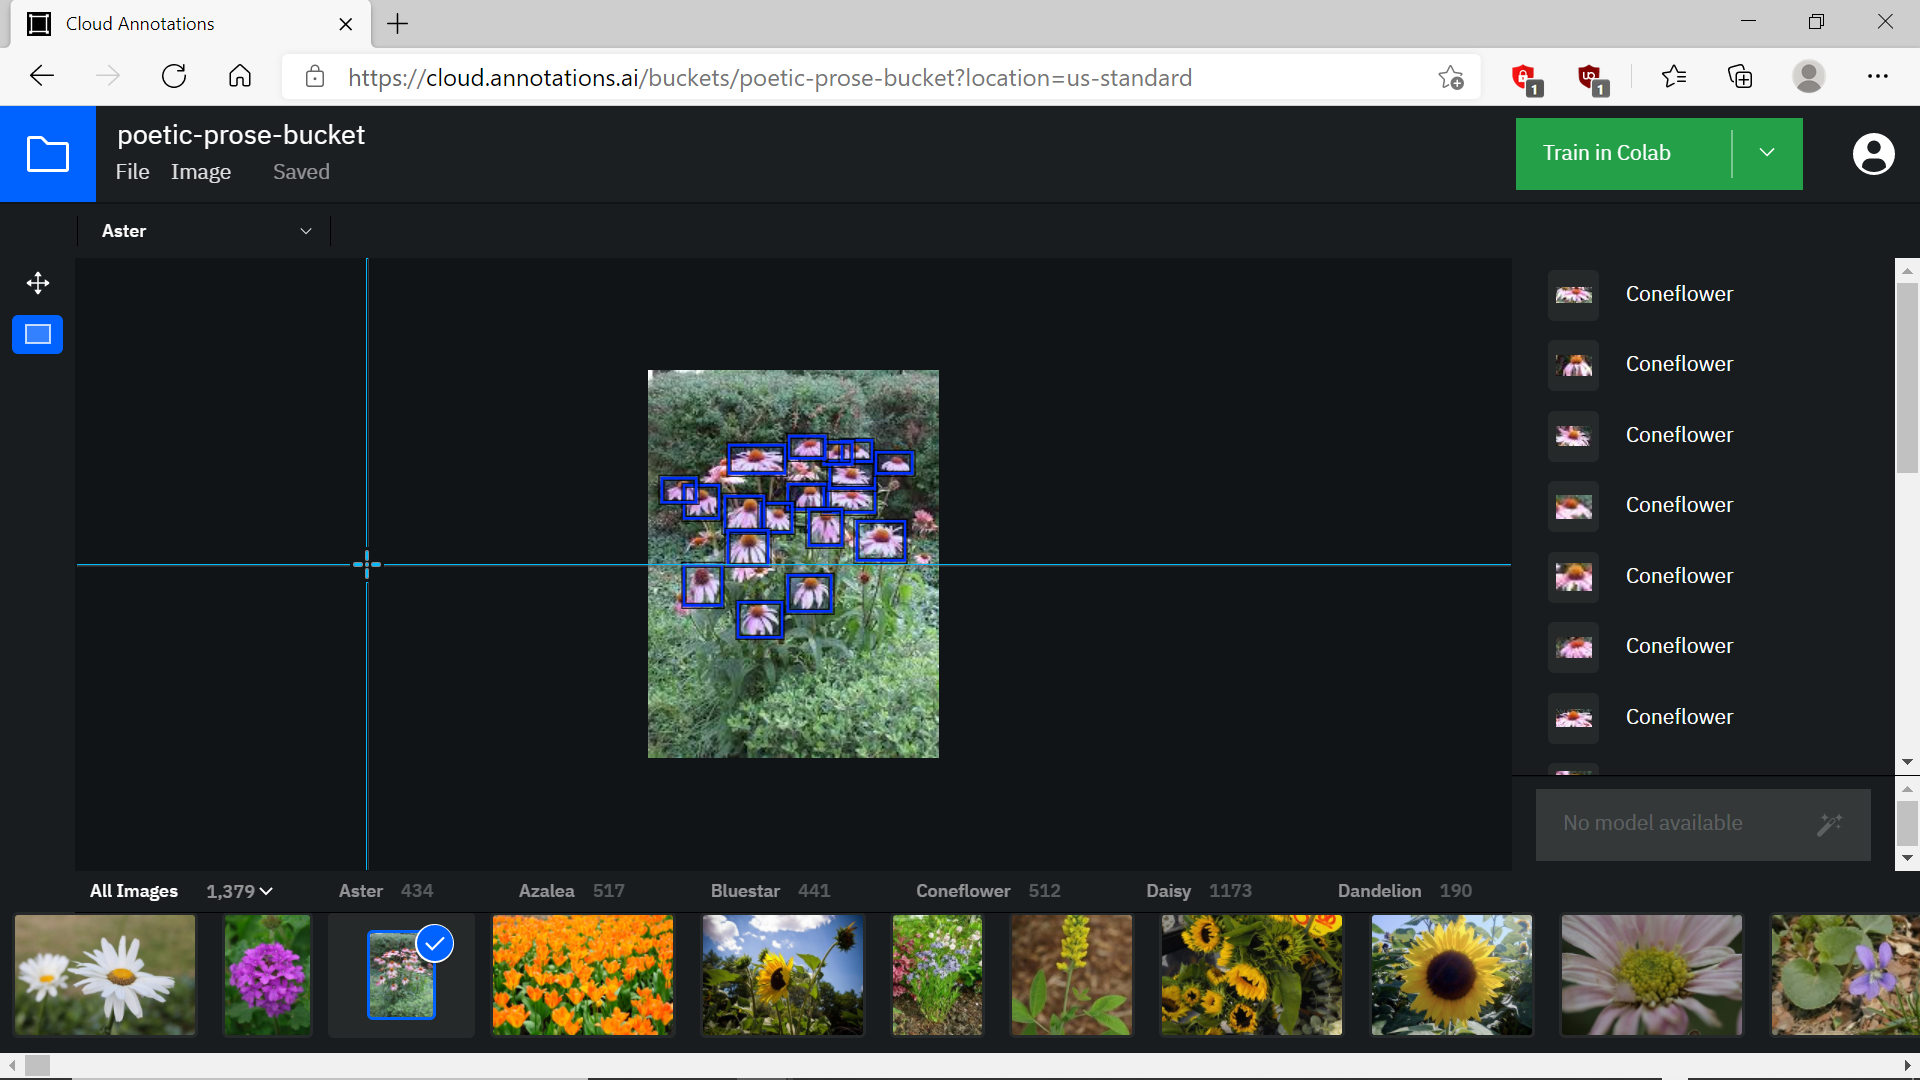 Cloud Annotations
https://cloud.annotations.ai/buckets/poetic-prose-bucket?location=us-standard
1
1
poetic-prose-bucket
File Image Saved
Train in Colab
Aster
Coneflower
Coneflower
Coneflower
Coneflower
Coneflower
Coneflower
Coneflower
No model available
All Images 1,379 Aster 434 Azalea 517 Bluestar 441 Coneflower 512 Daisy 1173 Dandelion 190